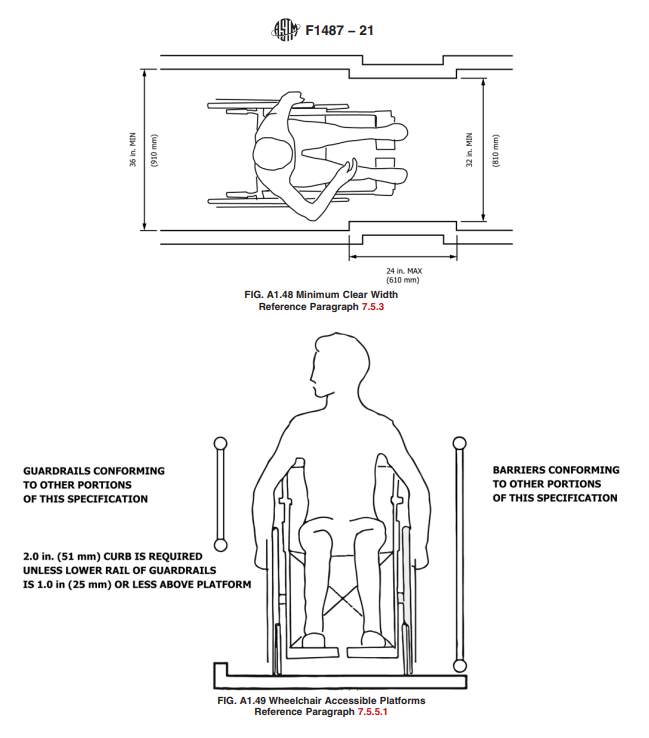 ASTM F1487 – 21
36 in. MIN
(910 mm)
32 in. MIN
(810 mm)
24 in. MAX
(610 mm)
FIG. A1.48 Minimum Clear Width
Reference Paragraph 7.5.3
GUARDRAILS CONFORMING
TO OTHER PORTIONS
OF THIS SPECIFICATION
BARRIERS CONFORMING
TO OTHER PORTIONS
OF THIS SPECIFICATION
2.0 in. (51 mm) CURB IS REQUIRED
UNLESS LOWER RAIL OF GUARDRAILS
IS 1.0 in (25 mm) OR LESS ABOVE PLATFORM
FIG. A1.49 Wheelchair Accessible Platforms
Reference Paragraph 7.5.5.1